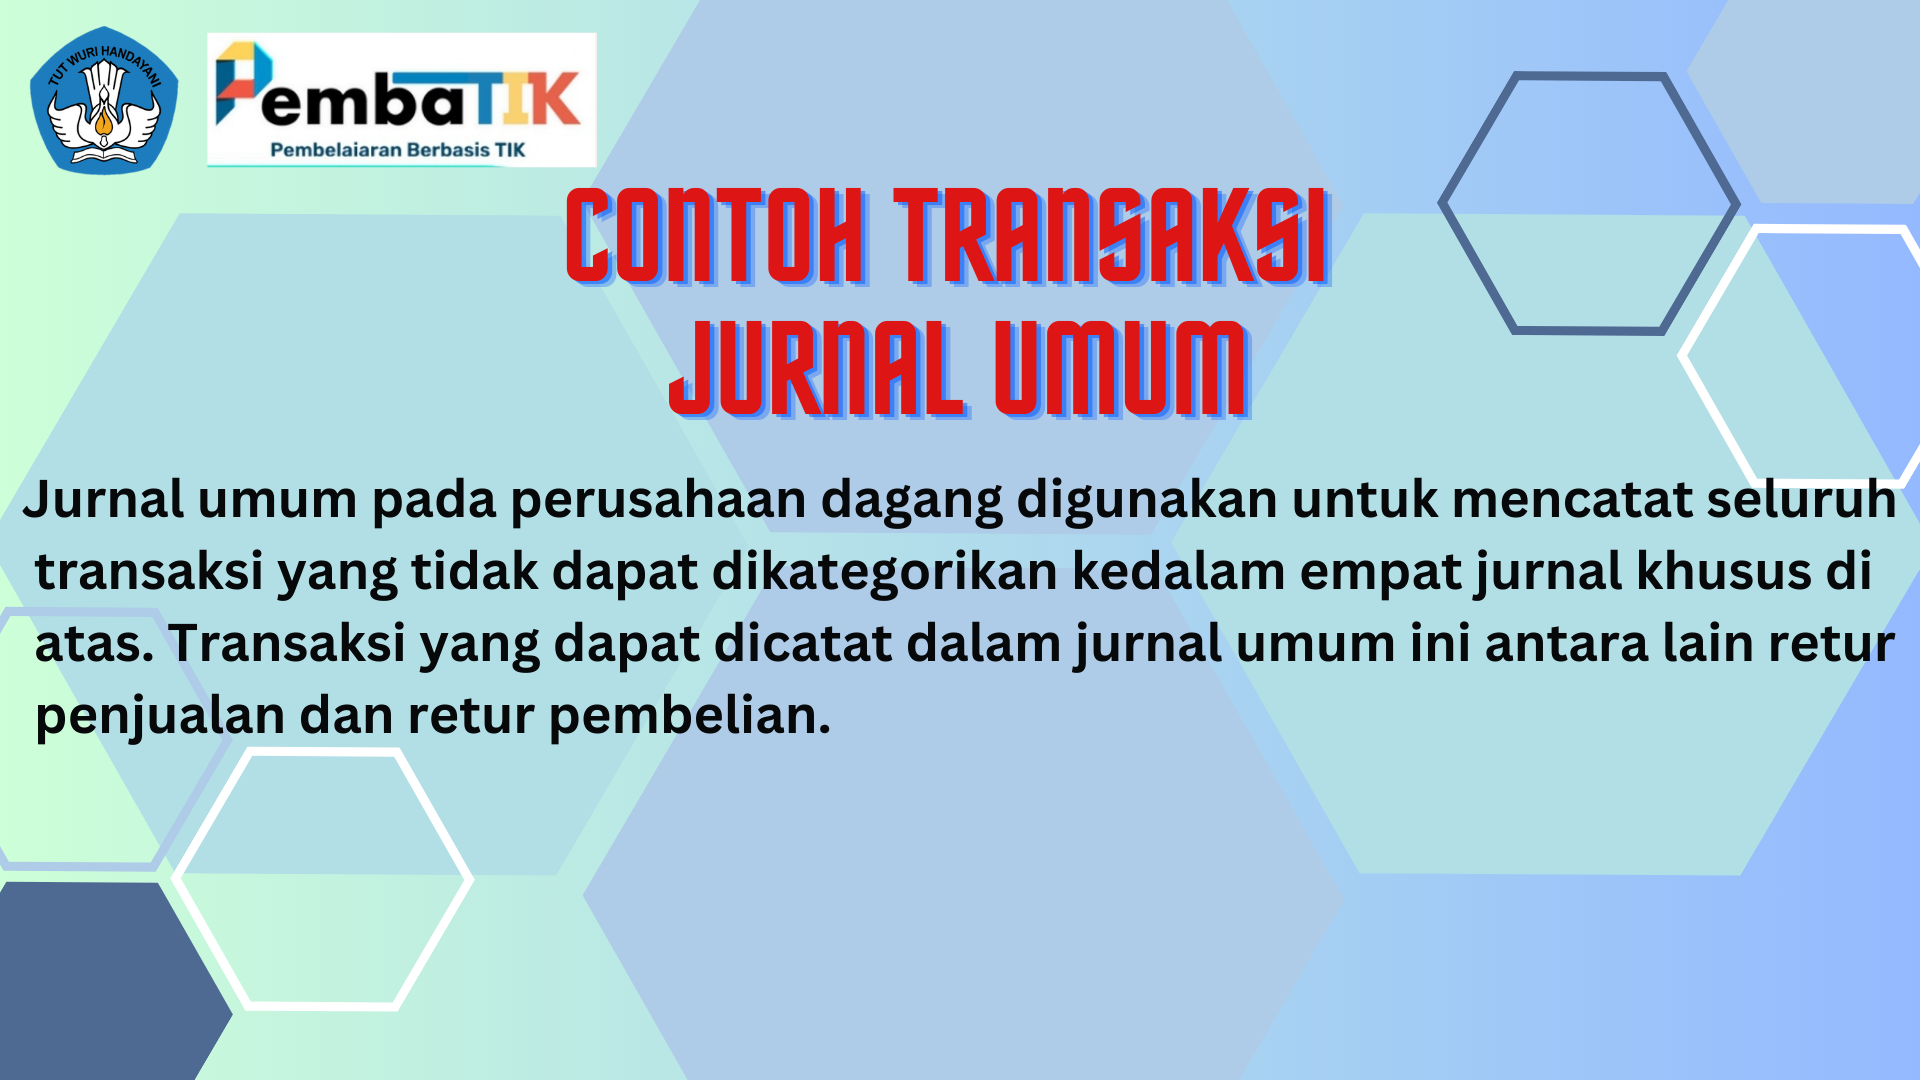 TUT WURI HANDAYANI
PembaTIK
Pembelaiaran Berbasis TIK
CONTOH TRANSAKSI
JURNAL UMUM
Jurnal umum pada perusahaan dagang digunakan untuk mencatat seluruh
transaksi yang tidak dapat dikategorikan kedalam empat jurnal khusus di
atas. Transaksi yang dapat dicatat dalam jurnal umum ini antara lain retur
penjualan dan retur pembelian.